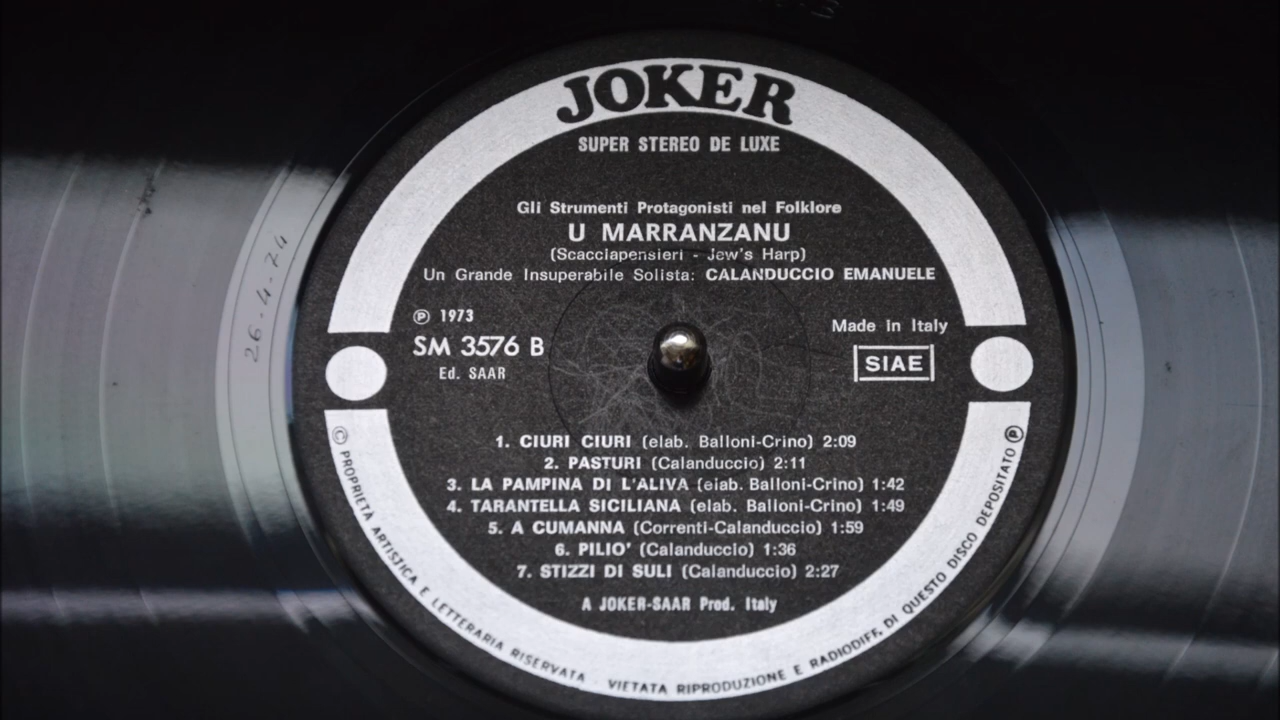 JOKER
SUPER STEREO DE LUXE
Gli Strumenti Protagonisti nel Folklore
U MARRANZANU
(Scacciapensieri - Jew's Harp)
Un Grande Insuperabile Solista: CALANDUCCIO EMANUELE
℗ 1973
SM 3576 B
Ed. SAAR
Made in Italy
SIAE
26-4-74
1. CIURI CIURI (elab. Balloni-Crino) 2:09
2. PASTURI (Calanduccio) 2:11
3. LA PAMPINA DI L'ALIVA (eiab. Balloni-Crino) 1:42
4. TARANTELLA SICILIANA (elab. Balloni-Crino) 1:49
5. A CUMANNA (Correnti-Calanduccio) 1:59
6. PILIO' (Calanduccio) 1:36
7. STIZZI DI SULI (Calanduccio) 2:27
A JOKER-SAAR Prod. Italy
© PROPRIETA ARTISTICA E LETTERARIA RISERVATA VIETATA RIPRODUZIONE E RADIODIFF. DI QUESTO DISCO DEPOSITATO ℗